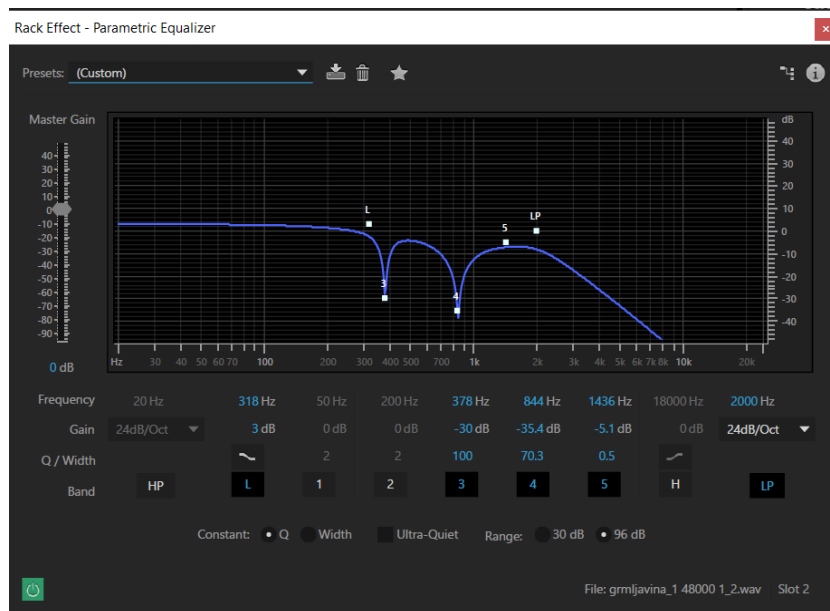 Rack Effect - Parametric Equalizer
×
Presets: (Custom)
Master Gain
dB
40
30
20
10
0
-10
-20
-30
-40
-50
-60
-70
-80
-90
0 dB
L
3
4
5
LP
40
30
20
10
0
-10
-20
-30
-40
Hz 30 40 50 60 70 100 200 300 400 500 700 1k 2k 3k 4k 5k 6k 7k 8k 10k 20k
Frequency 20 Hz 318 Hz 50 Hz 200 Hz 378 Hz 844 Hz 1436 Hz 18000 Hz 2000 Hz
Gain 24dB/Oct 3 dB 0 dB 0 dB -30 dB -35.4 dB -5.1 dB 0 dB 24dB/Oct
Q / Width 2 2 100 70.3 0.5
Band HP L 1 2 3 4 5 H LP
Constant: Q Width Ultra-Quiet Range: 30 dB 96 dB
File: grmljavina_1 48000 1_2.wav Slot 2